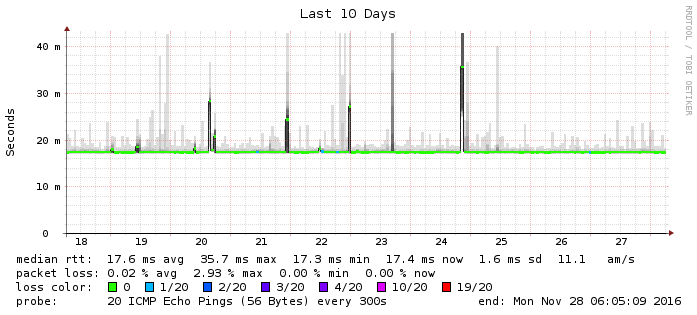 Last 10 Days
RRDTOOL / TOBI OETIKER
Seconds
40 m
30 m
20 m
10 m
0
18 19 20 21 22 23 24 25 26 27
median rtt: 17.6 ms avg 35.7 ms max 17.3 ms min 17.4 ms now 1.6 ms sd 11.1 am/s
packet loss: 0.02 % avg 2.93 % max 0.00 % min 0.00 % now
loss color: 0 1/20 2/20 3/20 4/20 10/20 19/20
probe: 20 ICMP Echo Pings (56 Bytes) every 300s end: Mon Nov 28 06:05:09 2016